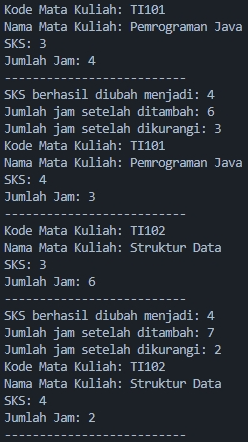 Kode Mata Kuliah: TI101
Nama Mata Kuliah: Pemrograman Java
SKS: 3
Jumlah Jam: 4
--------------------------
SKS berhasil diubah menjadi: 4
Jumlah jam setelah ditambah: 6
Jumlah jam setelah dikurangi: 3
Kode Mata Kuliah: TI101
Nama Mata Kuliah: Pemrograman Java
SKS: 4
Jumlah Jam: 3
--------------------------
Kode Mata Kuliah: TI102
Nama Mata Kuliah: Struktur Data
SKS: 3
Jumlah Jam: 6
--------------------------
SKS berhasil diubah menjadi: 4
Jumlah jam setelah ditambah: 7
Jumlah jam setelah dikurangi: 2
Kode Mata Kuliah: TI102
Nama Mata Kuliah: Struktur Data
SKS: 4
Jumlah Jam: 2
--------------------------